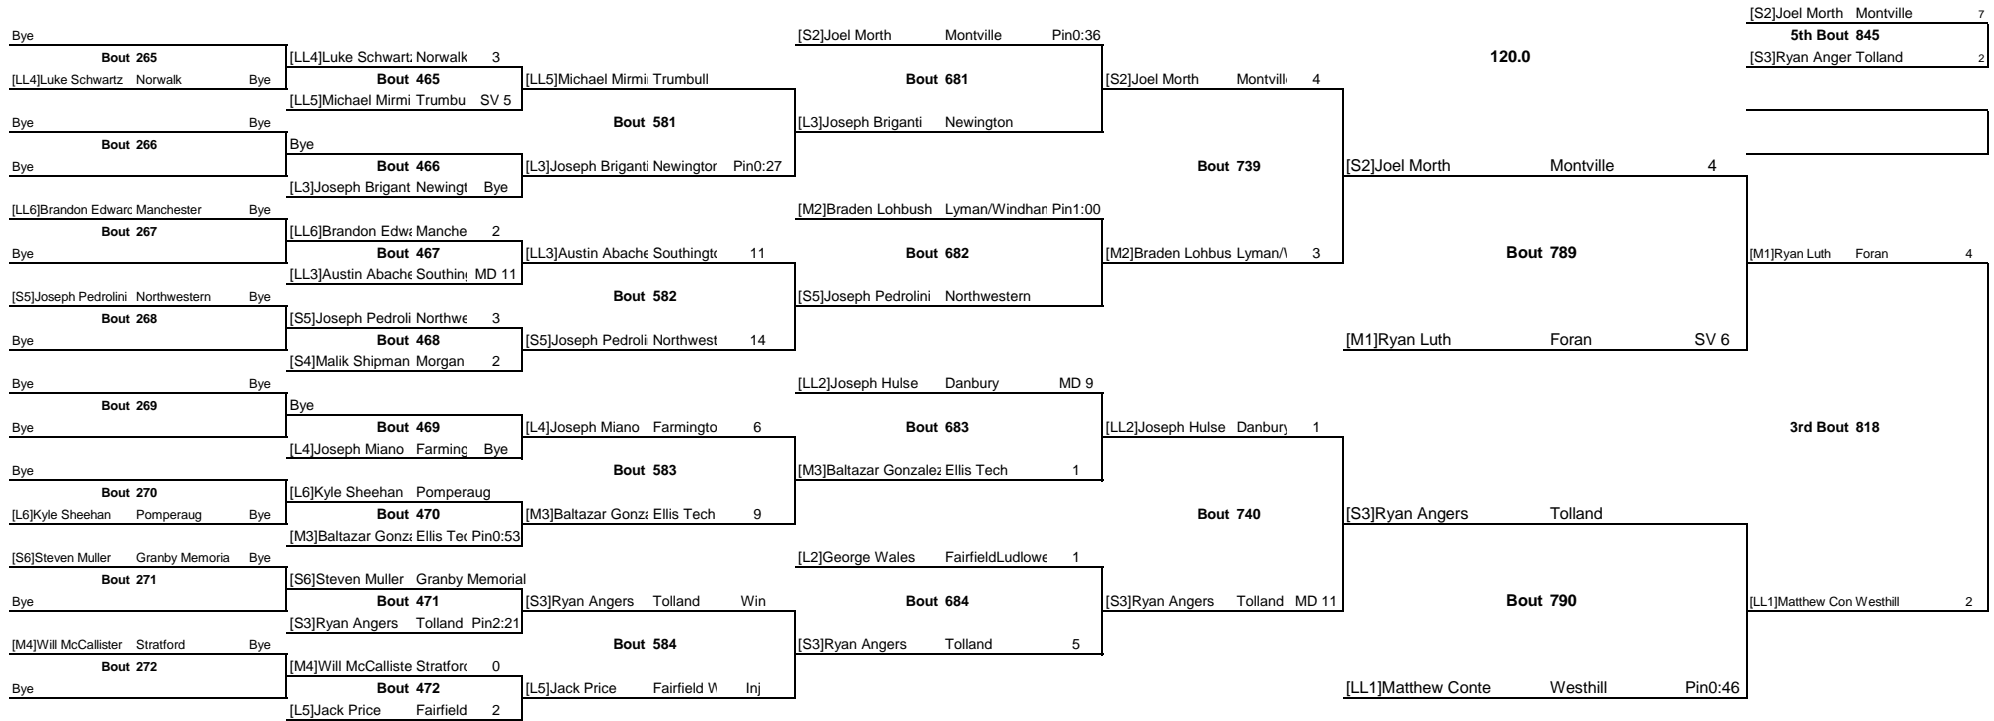 [S2]Joel Morth Montville 7
5th Bout 845
[S3]Ryan Anger Tolland 2
120.0
Bye
Bout 265
[LL4]Luke Schwartz Norwalk Bye
Bye Bye
Bout 266
Bye
[LL6]Brandon Edwarc Manchester Bye
Bout 267
Bye
[S5]Joseph Pedrolini Northwestern Bye
Bout 268
Bye
Bye Bye
Bout 269
Bye
Bye
Bout 270
[L6]Kyle Sheehan Pomperaug Bye
[S6]Steven Muller Granby Memoria Bye
Bout 271
Bye
[M4]Will McCallister Stratford Bye
Bout 272
Bye
[LL4]Luke Schwart: Norwalk 3
Bout 465
[LL5]Michael Mirmi Trumbu SV 5
Bye
Bout 466
[L3]Joseph Brigant Newingt Bye
[LL6]Brandon Edwa Manche 2
Bout 467
[LL3]Austin Abache Southing MD 11
[S5]Joseph Pedroli Northwe 3
Bout 468
[S4]Malik Shipman Morgan 2
Bye
Bout 469
[L4]Joseph Miano Farming Bye
[L6]Kyle Sheehan Pomperaug
Bout 470
[M3]Baltazar Gonza Ellis Tec Pin0:53
[S6]Steven Muller Granby Memorial
Bout 471
[S3]Ryan Angers Tolland Pin2:21
[M4]Will McCalliste Stratforc 0
Bout 472
[L5]Jack Price Fairfield 2
[LL5]Michael Mirmi Trumbull
Bout 581
[L3]Joseph Briganti Newingtor Pin0:27
[LL3]Austin Abache Southingto 11
Bout 582
[S5]Joseph Pedroli Northwest 14
[L4]Joseph Miano Farmingto 6
Bout 583
[M3]Baltazar Gonza Ellis Tech 9
[S3]Ryan Angers Tolland Win
Bout 584
[L5]Jack Price Fairfield W Inj
[S2]Joel Morth Montville Pin0:36
Bout 681
[L3]Joseph Briganti Newington
[M2]Braden Lohbush Lyman/Windham Pin1:00
Bout 682
[S5]Joseph Pedrolini Northwestern
[LL2]Joseph Hulse Danbury MD 9
Bout 683
[M3]Baltazar Gonzalez Ellis Tech 1
[L2]George Wales FairfieldLudlowe 1
Bout 684
[S3]Ryan Angers Tolland 5
[S2]Joel Morth Montvill 4
Bout 739
[M2]Braden Lohbus Lyman/\ 3
[LL2]Joseph Hulse Danbury 1
Bout 740
[S3]Ryan Angers Tolland MD 11
[S2]Joel Morth Montville 4
Bout 789
[M1]Ryan Luth Foran SV 6
[S3]Ryan Angers Tolland
Bout 790
[LL1]Matthew Conte Westhill Pin0:46
[M1]Ryan Luth Foran 4
3rd Bout 818
[LL1]Matthew Con Westhill 2